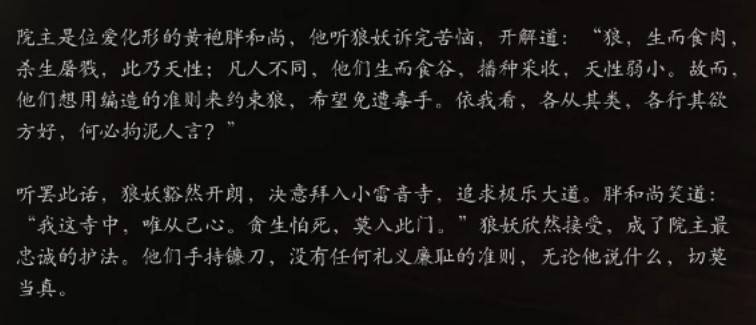 院主是位爱化形的黄袍胖和尚，他听狼妖诉完苦恼，开解道：“狼，生而食肉，
杀生屠戮，此乃天性；凡人不同，他们生而食谷，播种采收，天性弱小。故而，
他们想用编造的准则来约束狼，希望免遭毒手。依我看，各从其类，各行其欲
方好，何必拘泥人言？”
听罢此话，狼妖豁然开朗，决意拜入小雷音寺，追求极乐大道。胖和尚笑道：
“我这寺中，唯从己心。贪生怕死，莫入此门。”狼妖欣然接受，成了院主最
忠诚的护法。他们手持镰刀，没有任何礼义廉耻的准则，无论他说什么，切莫
当真。